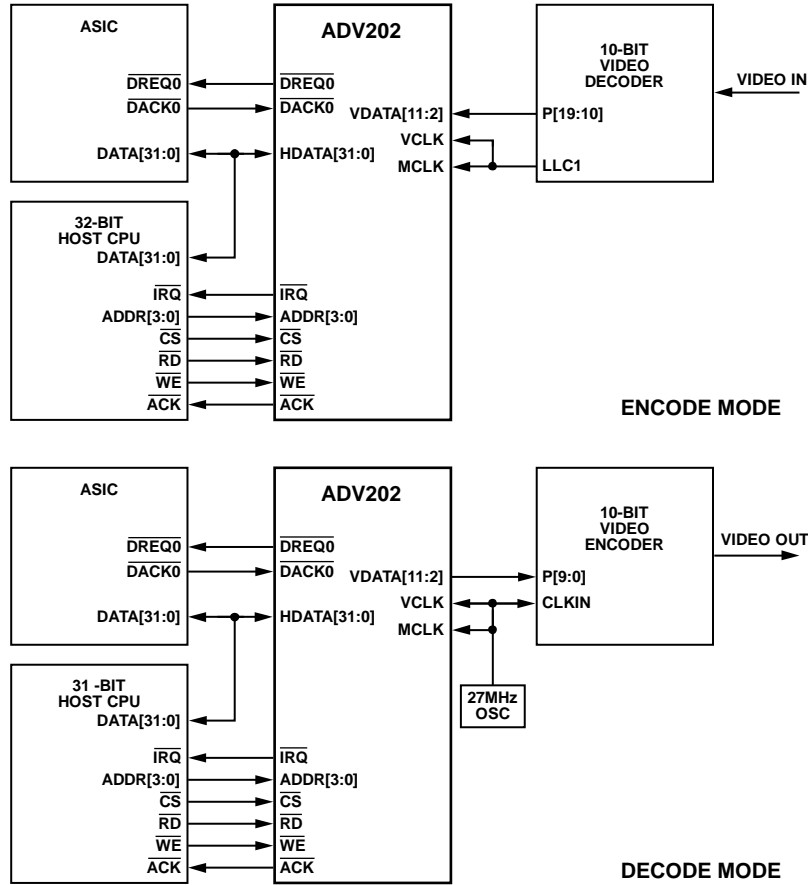 ASIC
DREQ0
DACK0
DATA[31:0]
32-BIT
HOST CPU
DATA[31:0]
IRQ
ADDR[3:0]
CS
RD
WE
ACK
ADV202
DREQ0
DACK0
HDATA[31:0]
IRQ
ADDR[3:0]
CS
RD
WE
ACK
VDATA[11:2]
VCLK
MCLK
10-BIT
VIDEO
DECODER
P[19:10]
LLC1
VIDEO IN
ENCODE MODE
ASIC
DREQ0
DACK0
DATA[31:0]
31 -BIT
HOST CPU
DATA[31:0]
IRQ
ADDR[3:0]
CS
RD
WE
ACK
ADV202
DREQ0
DACK0
HDATA[31:0]
IRQ
ADDR[3:0]
CS
RD
WE
ACK
VDATA[11:2]
VCLK
MCLK
10-BIT
VIDEO
ENCODER
P[9:0]
CLKIN
VIDEO OUT
27MHz
OSC
DECODE MODE